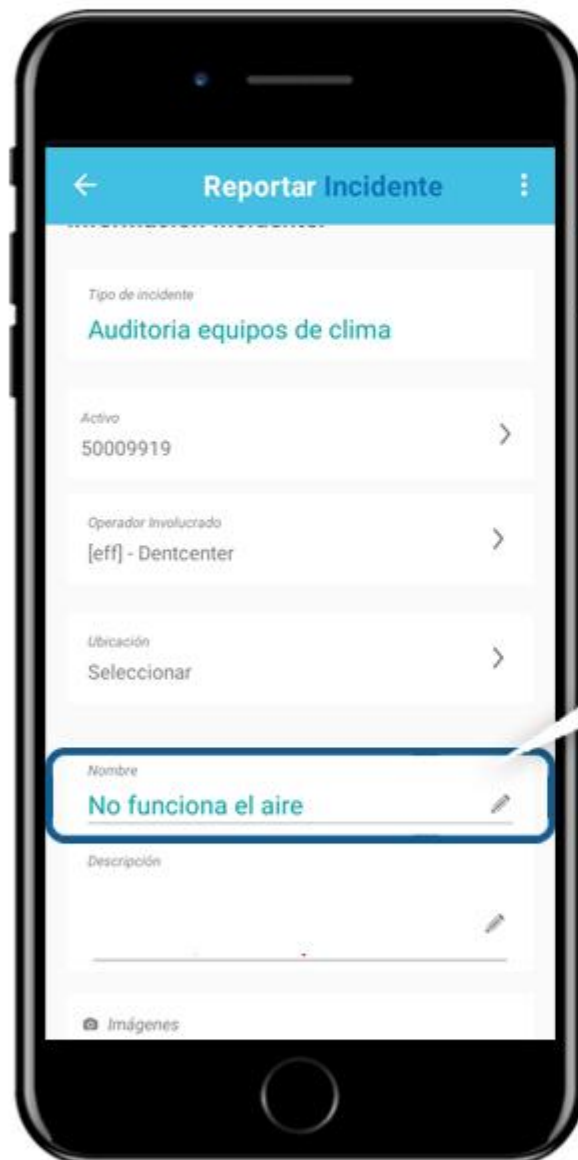 Reportar Incidente
Tipo de incidente
Auditoria equipos de clima
Activo
50009919
Operador Involucrado
[eff] - Dentcenter
Ubicación
Seleccionar
Nombre
No funciona el aire
Descripción
Imágenes